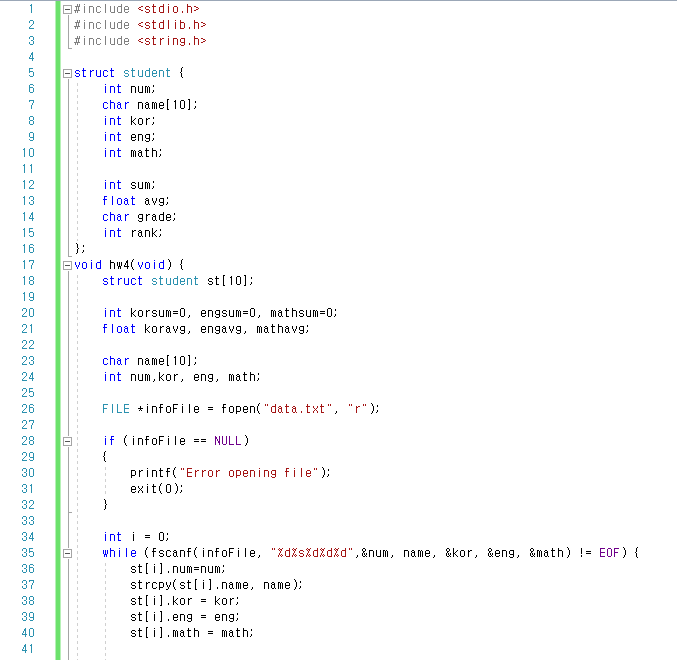 1 #include <stdio.h>
2 #include <stdlib.h>
3 #include <string.h>
4
5 struct student {
6 int num;
7 char name[10];
8 int kor;
9 int eng;
10 int math;
11
12 int sum;
13 float avg;
14 char grade;
15 int rank;
16 };
17 void hw4(void) {
18 struct student st[10];
19
20 int korsum=0, engsum=0, mathsum=0;
21 float koravg, engavg, mathavg;
22
23 char name[10];
24 int num,kor, eng, math;
25
26 FILE *infoFile = fopen("data.txt", "r");
27
28 if (infoFile == NULL)
29 {
30 printf("Error opening file");
31 exit(0);
32 }
33
34 int i = 0;
35 while (fscanf(infoFile, "%d%s%d%d%d",&num, name, &kor, &eng, &math) != EOF) {
36 st[i].num=num;
37 strcpy(st[i].name, name);
38 st[i].kor = kor;
39 st[i].eng = eng;
40 st[i].math = math;
41